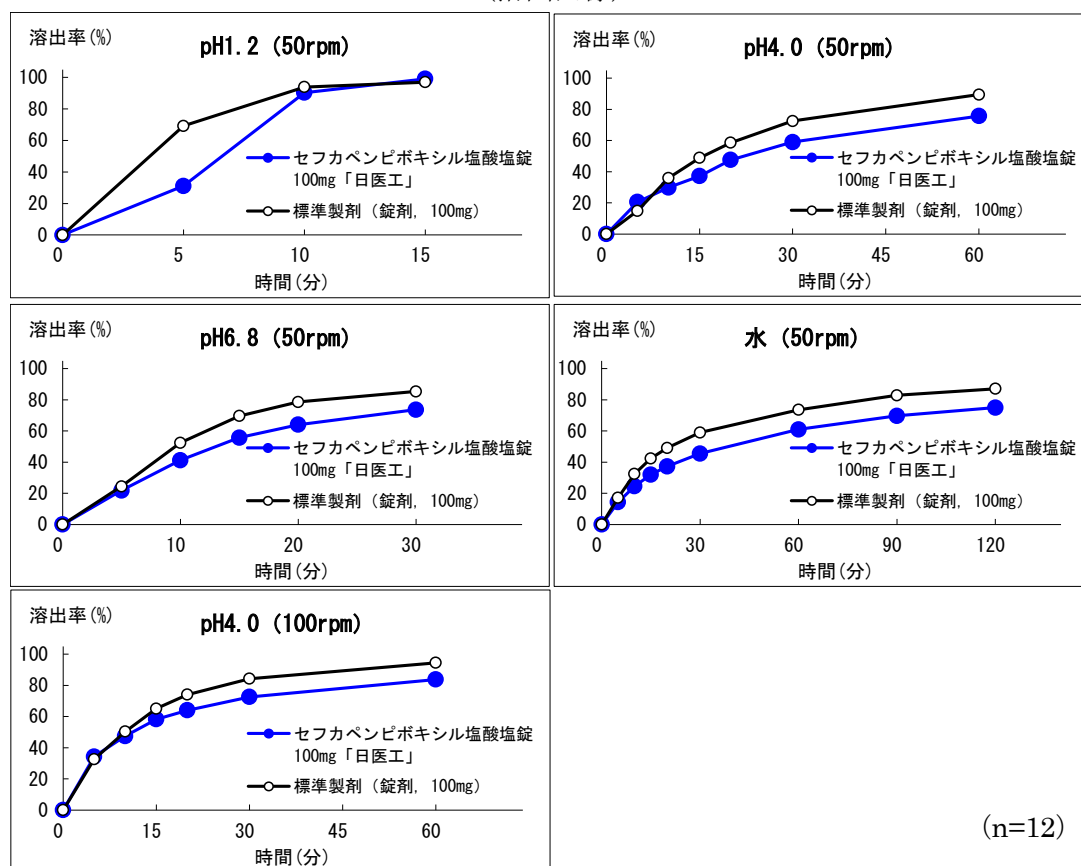 溶出率(%)
pH1.2 (50rpm)
100
80
60
40
20
0
セフカペンピボキシル塩酸塩錠
100mg「日医工」
標準製剤（錠剤, 100mg）
0 5 10 15
時間(分)
溶出率(%)
pH4.0 (50rpm)
100
80
60
40
20
0
セフカペンピボキシル塩酸塩錠
100mg「日医工」
標準製剤（錠剤, 100mg）
0 15 30 45 60
時間(分)
溶出率(%)
pH6.8 (50rpm)
100
80
60
40
20
0
セフカペンピボキシル塩酸塩錠
100mg「日医工」
標準製剤（錠剤, 100mg）
0 10 20 30
時間(分)
溶出率(%)
水 (50rpm)
100
80
60
40
20
0
セフカペンピボキシル塩酸塩錠
100mg「日医工」
標準製剤（錠剤, 100mg）
0 30 60 90 120
時間(分)
溶出率(%)
pH4.0 (100rpm)
100
80
60
40
20
0
セフカペンピボキシル塩酸塩錠
100mg「日医工」
標準製剤（錠剤, 100mg）
0 15 30 45 60
時間(分)
(n=12)